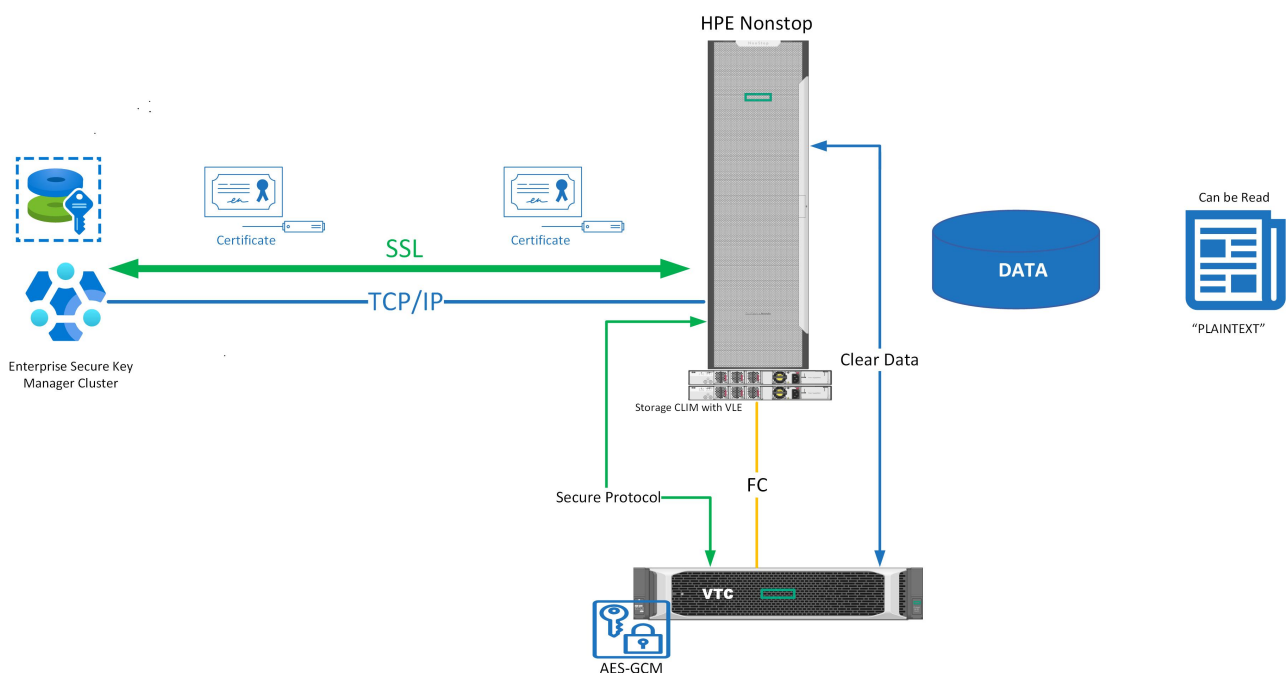 HPE Nonstop
Can be Read
Certificate
Certificate
SSL
DATA
TCP/IP
"PLAINTEXT"
Enterprise Secure Key
Manager Cluster
Clear Data
Storage CLIM with VLE
FC
Secure Protocol
VTC
AES-GCM